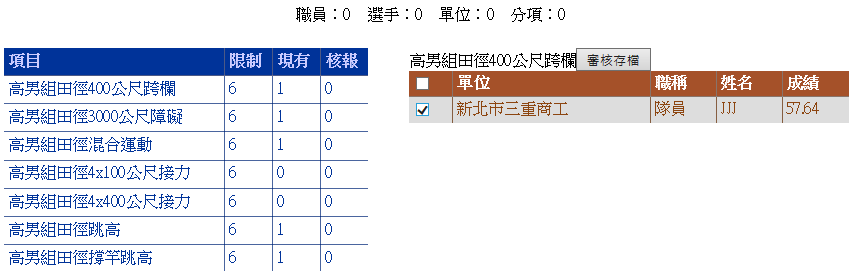 職員：0 選手：0 單位：0 分項：0
項目 限制 現有 核報
高男組田徑400公尺跨欄 6 1 0
高男組田徑3000公尺障礙 6 1 0
高男組田徑混合運動 6 1 0
高男組田徑4x100公尺接力 6 0 0
高男組田徑4x400公尺接力 6 0 0
高男組田徑跳高 6 1 0
高男組田徑撐竿跳高 6 1 0
高男組田徑400公尺跨欄 審核存檔
單位 職稱 姓名 成績
新北市三重商工 隊員 JJJ 57.64